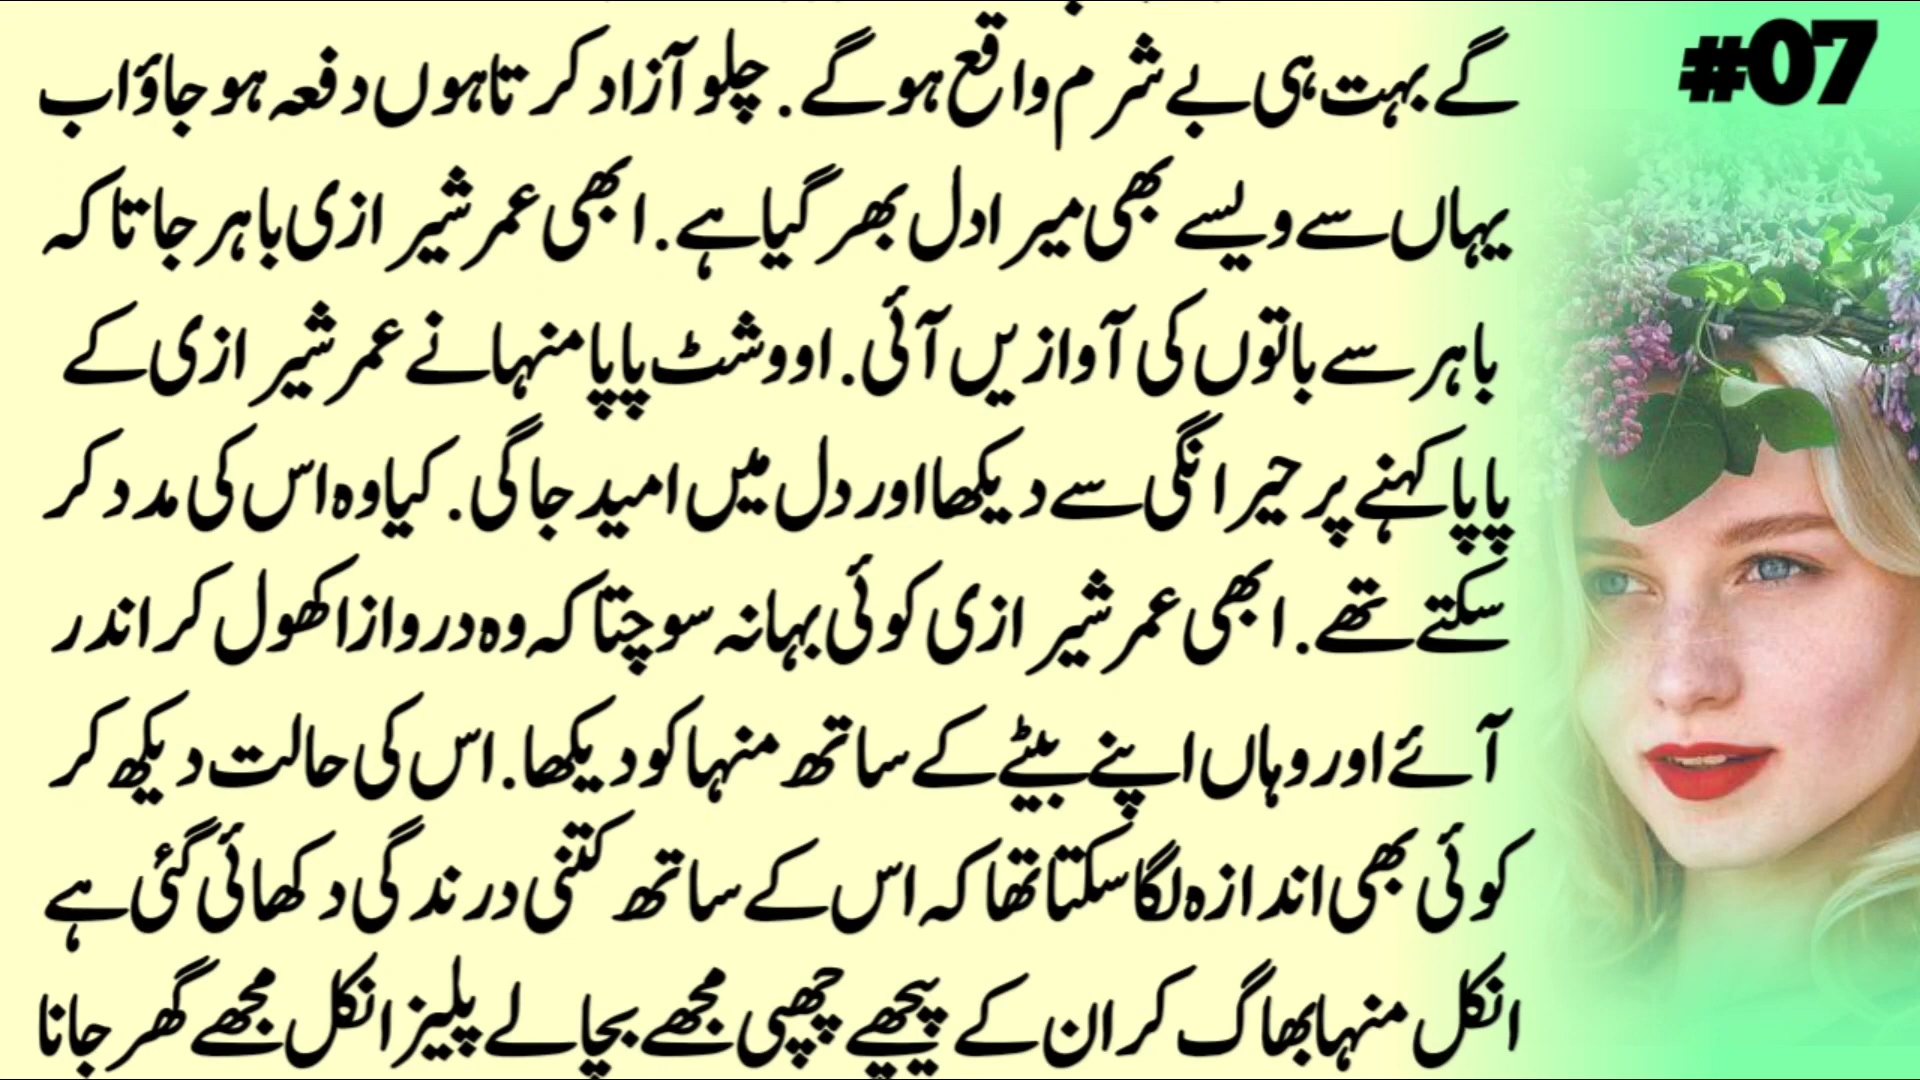 #07
گے بہت ہی بے شرم واقع ہوگے. چلو آزاد کرتا ہوں دفعہ ہو جاؤ اب
یہاں سے ویسے بھی میرا دل بھر گیا ہے. ابھی عمر شیرازی باہر جاتا کہ
باہر سے باتوں کی آوازیں آئی. اوو شٹ پاپا منہا نے عمر شیرازی کے
پاپا کہنے پر حیرانگی سے دیکھا اور دل میں امید جاگی. کیا وہ اس کی مدد کر
سکتے تھے. ابھی عمر شیرازی کوئی بہانہ سوچتا کہ وہ دروازا کھول کر اندر
آئے اور وہاں اپنے بیٹے کے ساتھ منہا کو دیکھا. اس کی حالت دیکھ کر
کوئی بھی اندازہ لگا سکتا تھا کہ اس کے ساتھ کتنی درندگی دکھائی گئی ہے
انکل منہا بھاگ کر ان کے پیچھے چھپی مجھے بچا لے پلیز انکل مجھے گھر جانا